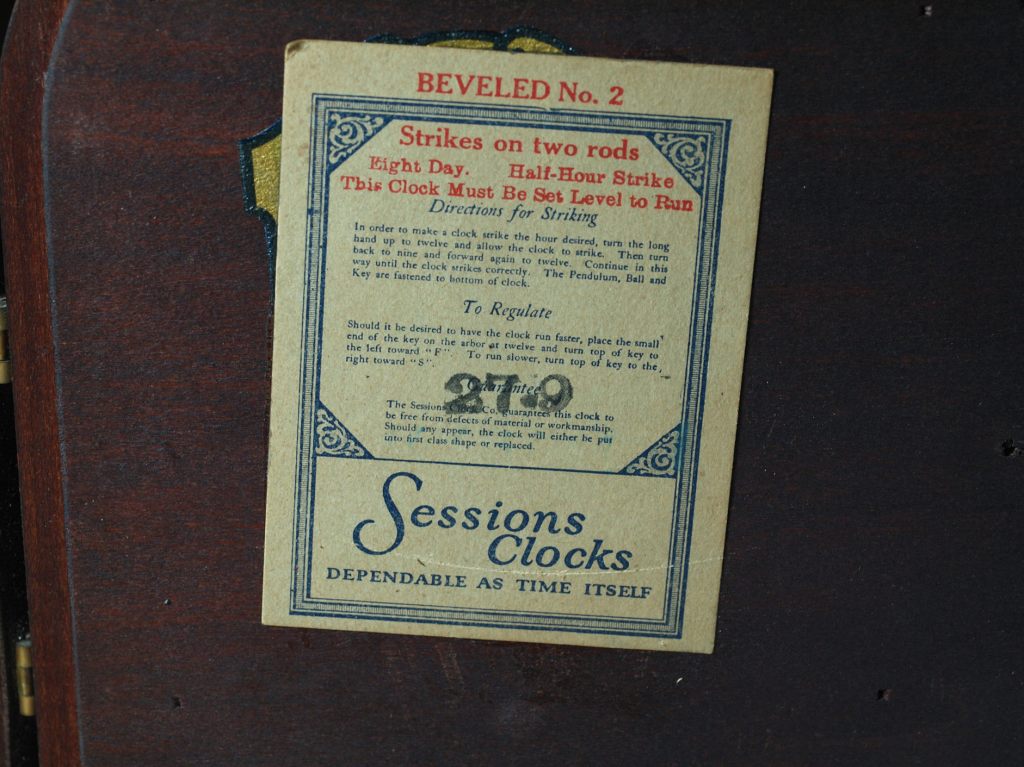 BEVELED No. 2
Strikes on two rods
Eight Day. Half-Hour Strike
This Clock Must Be Set Level to Run
Directions for Striking
In order to make a clock strike the hour desired, turn the long
hand up to twelve and allow the clock to strike. Then turn
back to nine and forward again to twelve. Continue in this
way until the clock strikes correctly. The Pendulum, Ball and
Key are fastened to bottom of clock.
To Regulate
Should it be desired to have the clock run faster, place the small
end of the key on the arbor at twelve and turn top of key to
the left toward "F". To run slower, turn top of key to the
right toward "S".
Guarantee
27.9
The Sessions Clock Co. guarantees this clock to
be free from defects of material or workmanship.
Should any appear, the clock will either be put
into first class shape or replaced.
Sessions
Clocks
DEPENDABLE AS TIME ITSELF